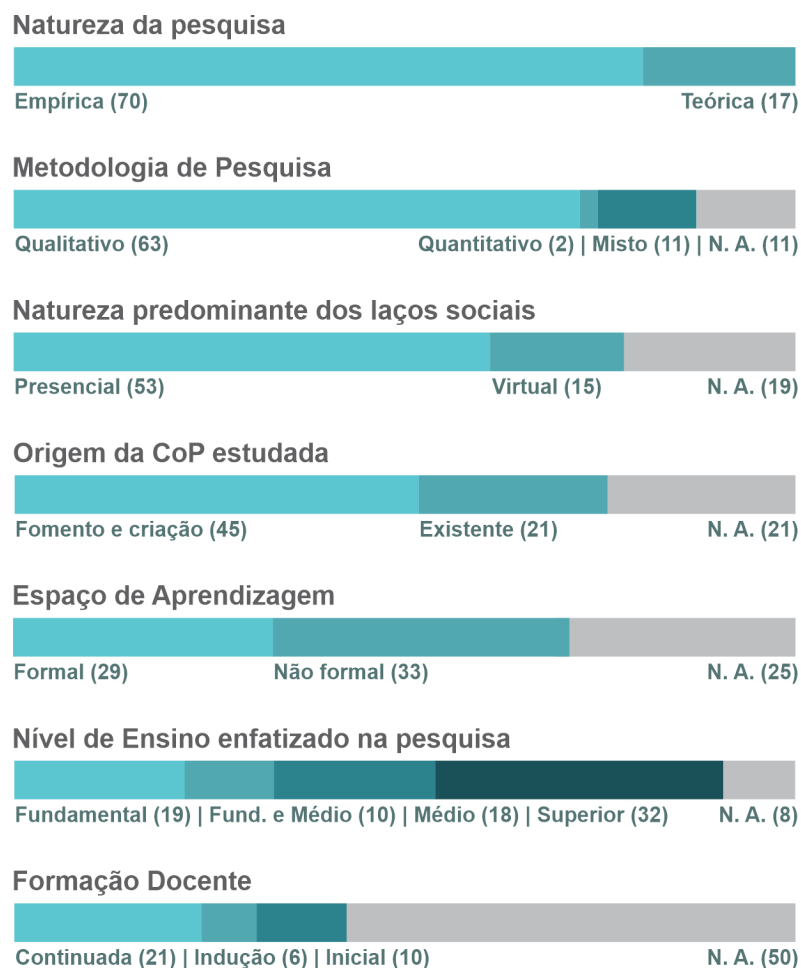 Natureza da pesquisa
Empírica (70) Teórica (17)
Metodologia de Pesquisa
Qualitativo (63) Quantitativo (2) | Misto (11) | N. A. (11)
Natureza predominante dos laços sociais
Presencial (53) Virtual (15) N. A. (19)
Origem da CoP estudada
Fomento e criação (45) Existente (21) N. A. (21)
Espaço de Aprendizagem
Formal (29) Não formal (33) N. A. (25)
Nível de Ensino enfatizado na pesquisa
Fundamental (19) | Fund. e Médio (10) | Médio (18) | Superior (32) N. A. (8)
Formação Docente
Continuada (21) | Indução (6) | Inicial (10) N. A. (50)